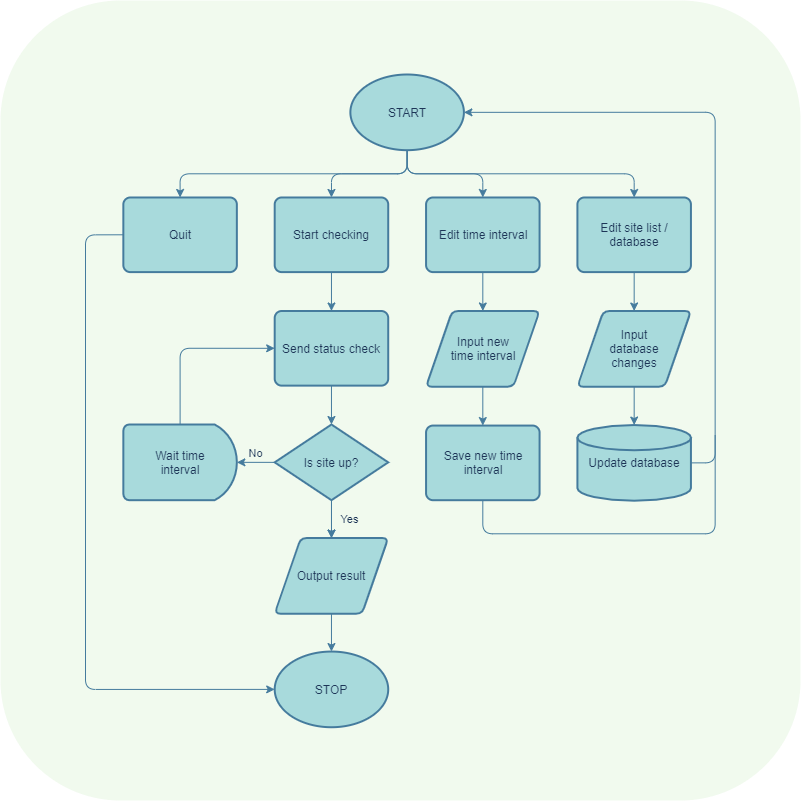 START
Quit
Start checking
Edit time interval
Edit site list /
database
Send status check
Input new
time interval
Input
database
changes
Wait time
interval
No
Is site up?
Save new time
interval
Update database
Yes
Output result
STOP